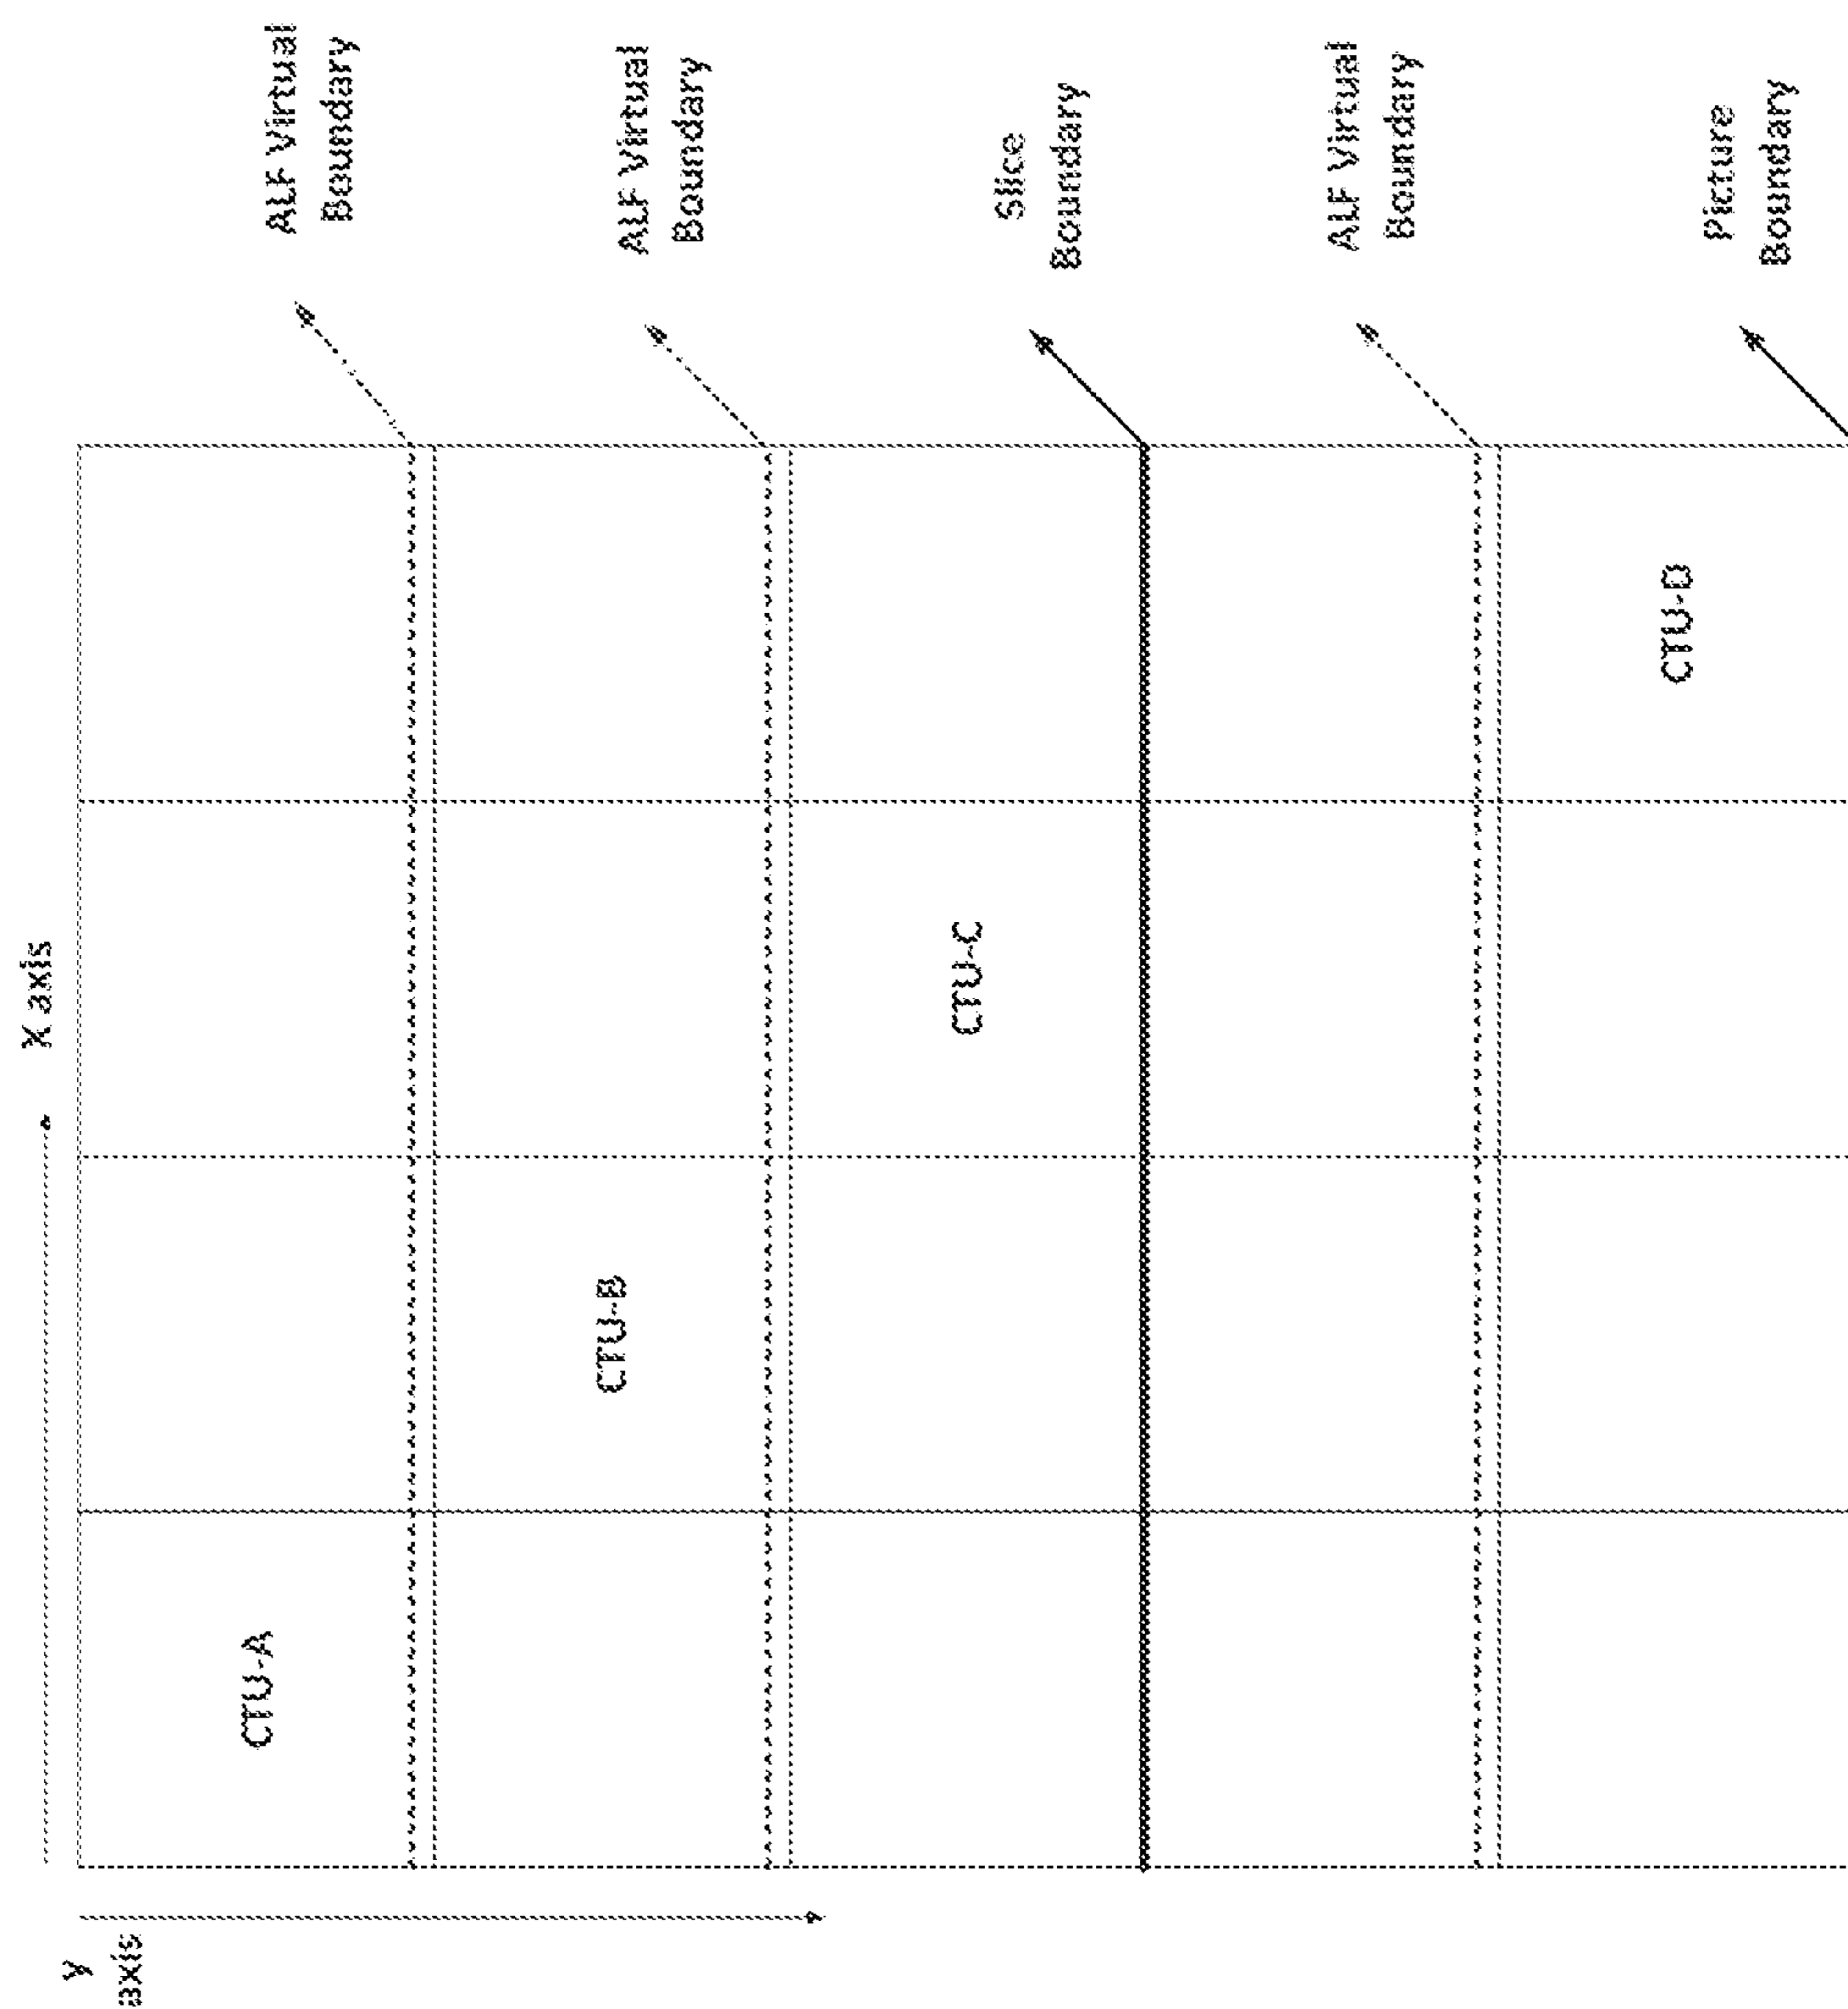 X axis
y
axis
CTU-A
ALF Virtual
Boundary
CTU-B
ALF Virtual
Boundary
CTU-C
Slice
Boundary
ALF Virtual
Boundary
CTU-D
Picture
Boundary